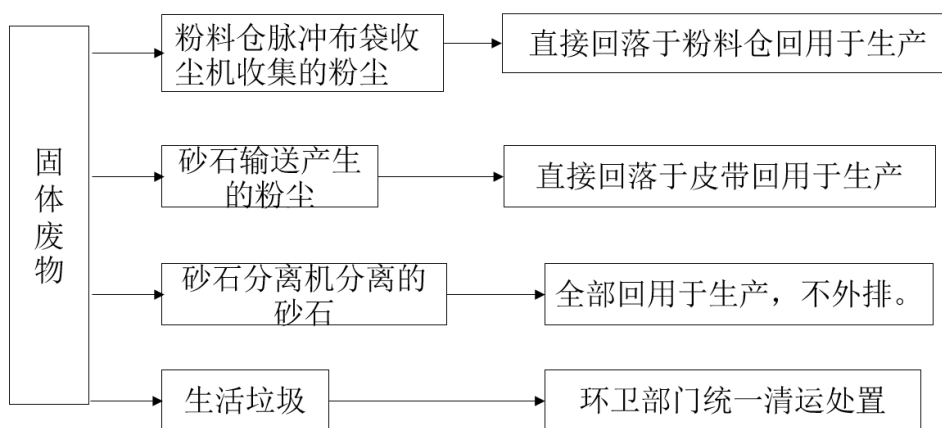 固体废物
粉料仓脉冲布袋收
尘机收集的粉尘
直接回落于粉料仓回用于生产
砂石输送产生
的粉尘
直接回落于皮带回用于生产
砂石分离机分离的
砂石
全部回用于生产，不外排。
生活垃圾
环卫部门统一清运处置